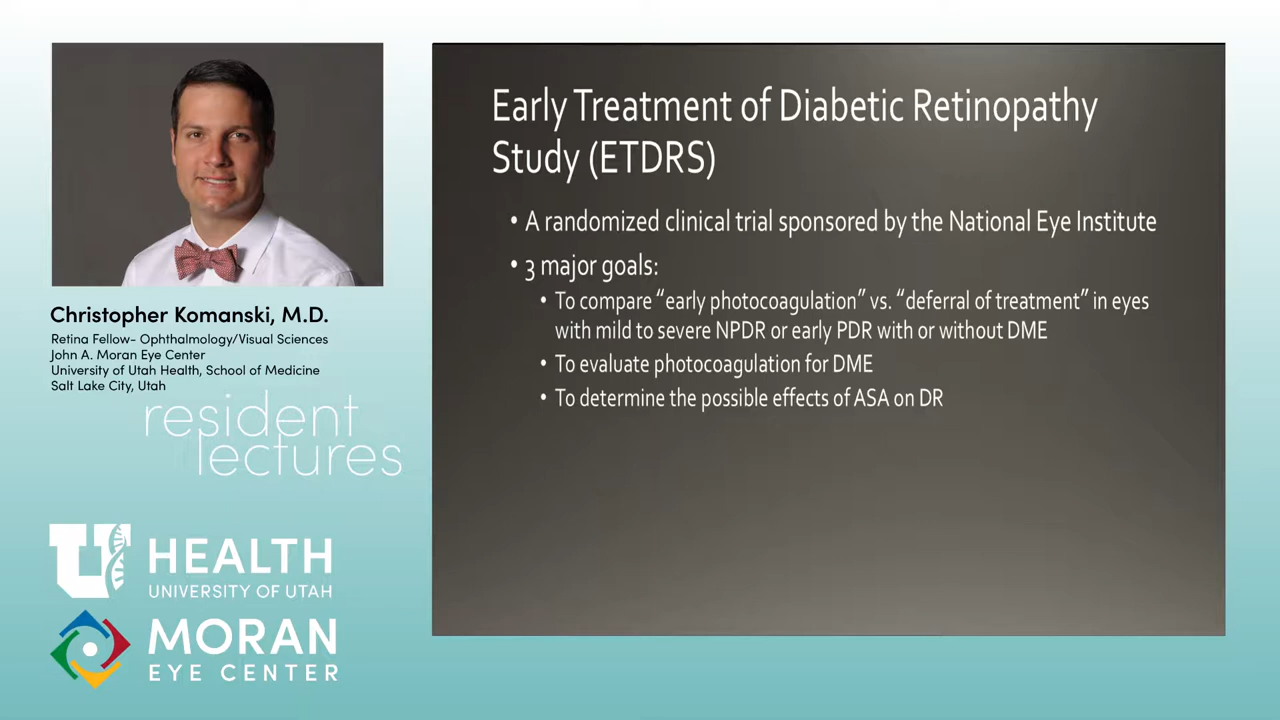 Christopher Komanski, M.D.
Retina Fellow- Ophthalmology/Visual Sciences
John A. Moran Eye Center
University of Utah Health, School of Medicine
Salt Lake City, Utah
resident
lectures
U HEALTH
UNIVERSITY OF UTAH
MORAN
EYE CENTER
Early Treatment of Diabetic Retinopathy
Study (ETDRS)
• A randomized clinical trial sponsored by the National Eye Institute
• 3 major goals:
• To compare “early photocoagulation” vs. “deferral of treatment” in eyes
with mild to severe NPDR or early PDR with or without DME
• To evaluate photocoagulation for DME
• To determine the possible effects of ASA on DR